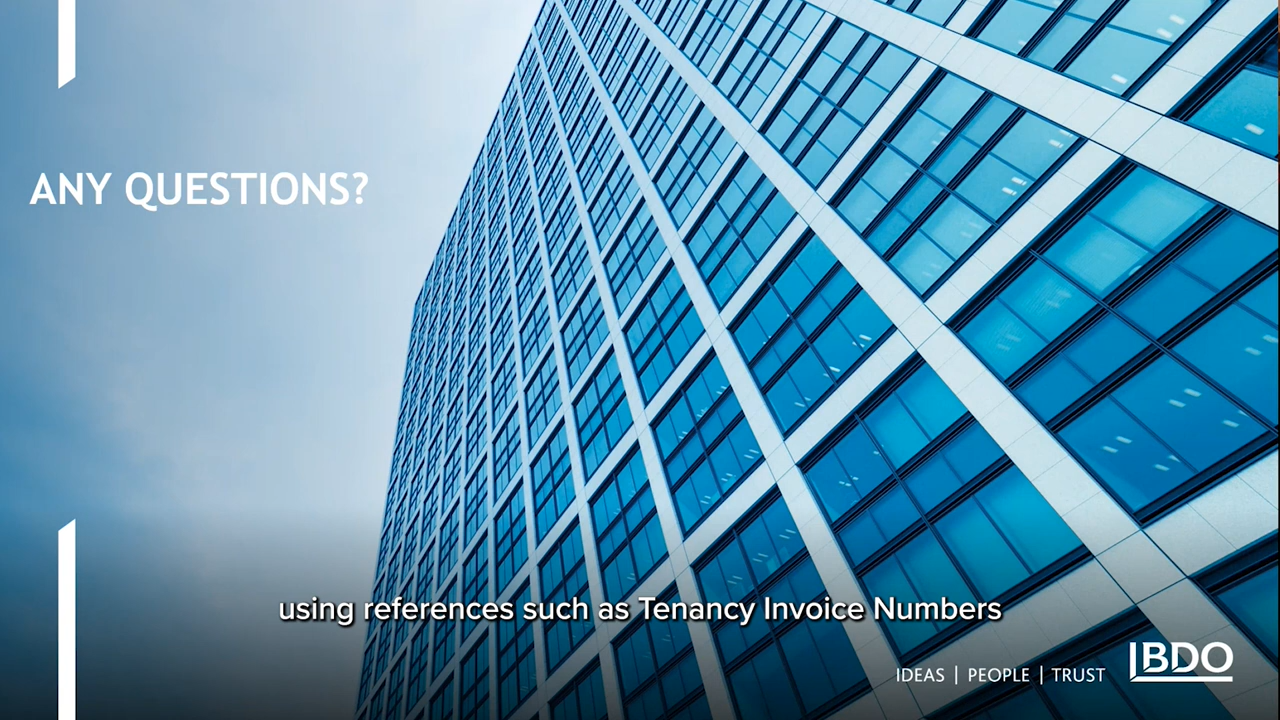 ANY QUESTIONS?
using references such as Tenancy Invoice Numbers
IDEAS | PEOPLE | TRUST
BDO